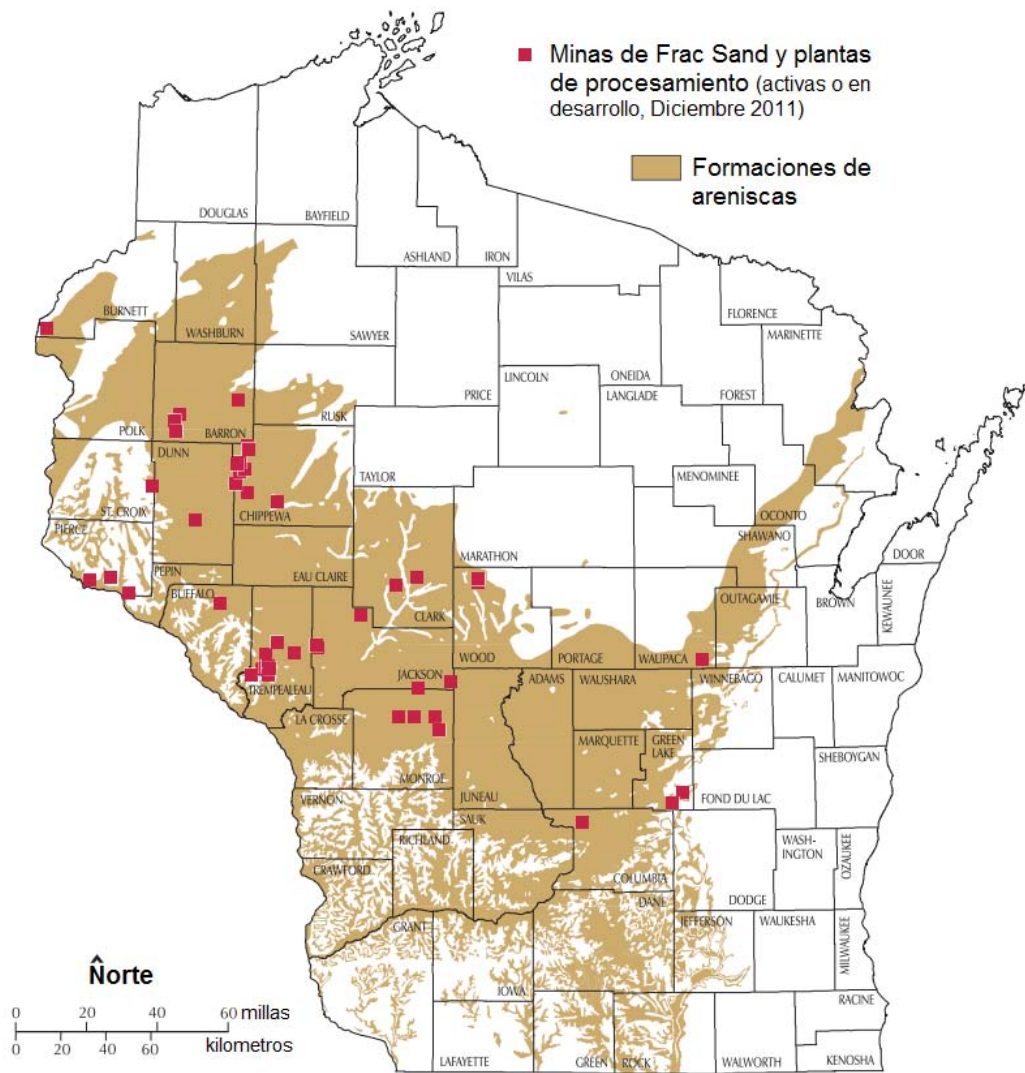 Minas de Frac Sand y plantas
de procesamiento (activas o en
desarrollo, Diciembre 2011)
Formaciones de
areniscas
DOUGLAS
BAYFIELD
ASHLAND
IRON
VILAS
FLORENCE
BURNETT
WASHBURN
SAWYER
MARINETTE
ONEIDA
PRICE
LINCOLN
LANGLADE
FOREST
POLK
BARRON
RUSK
DUNN
TAYLOR
MENOMINEE
ST. CROIX
CHIPPEWA
OCONTO
PIERCE
MARATHON
SHAWANO
DOOR
PEPIN
EAU CLAIRE
BUFFALO
OUTAGAMIE
BROWN
KEWAUNEE
CLARK
WOOD
PORTAGE
WAUPACA
JACKSON
ADAMS
WAUSHARA
WINNEBAGO
CALUMET
MANITOWOC
TREMPEALEAU
LA CROSSE
MARQUETTE
GREEN
LAKE
SHEBOYGAN
MONROE
VERNON
JUNEAU
FOND DU LAC
SAUK
RICHLAND
WASH-
INGTON
OZAUKEE
CRAWFORD
COLUMBIA
DODGE
DANE
GRANT
JEFFERSON
WAUKESHA
MILWAUKEE
IOWA
RACINE
LAFAYETTE
GREEN
ROCK
WALWORTH
KENOSHA
Norte
0 20 40 60 millas
0 20 40 60 kilometros